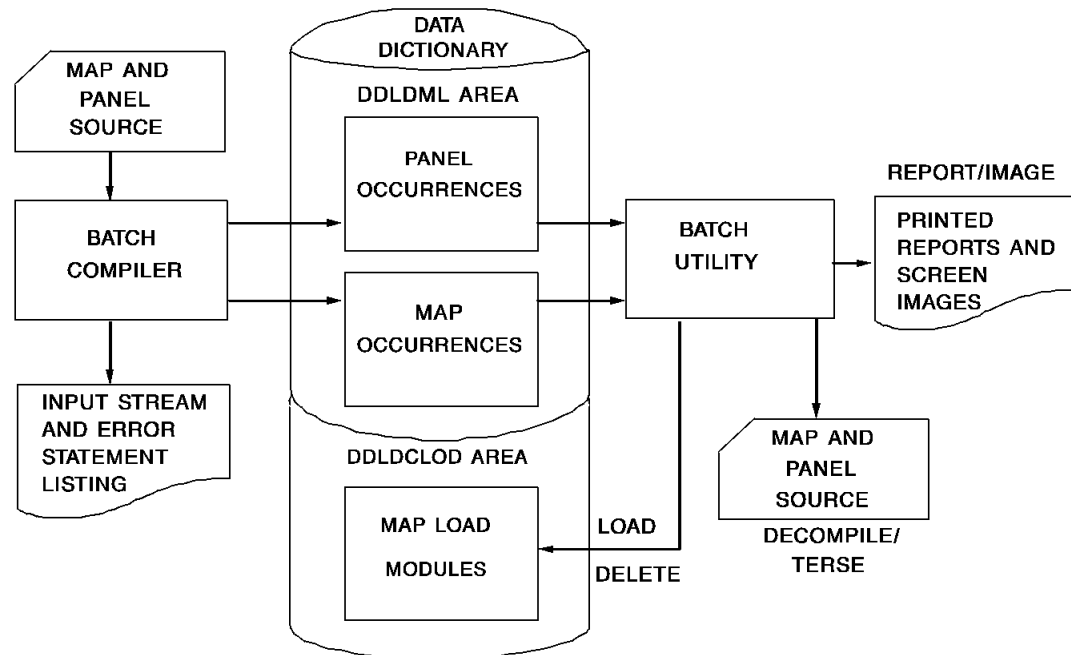 DATA
DICTIONARY
MAP AND
PANEL
SOURCE
DDLDML AREA
PANEL
OCCURRENCES
REPORT/IMAGE
BATCH
COMPILER
BATCH
UTILITY
PRINTED
REPORTS AND
SCREEN
IMAGES
MAP
OCCURRENCES
INPUT STREAM
AND ERROR
STATEMENT
LISTING
DDLDCLOD AREA
MAP AND
PANEL
SOURCE
MAP LOAD
MODULES
LOAD
DELETE
DECOMPILE/
TERSE